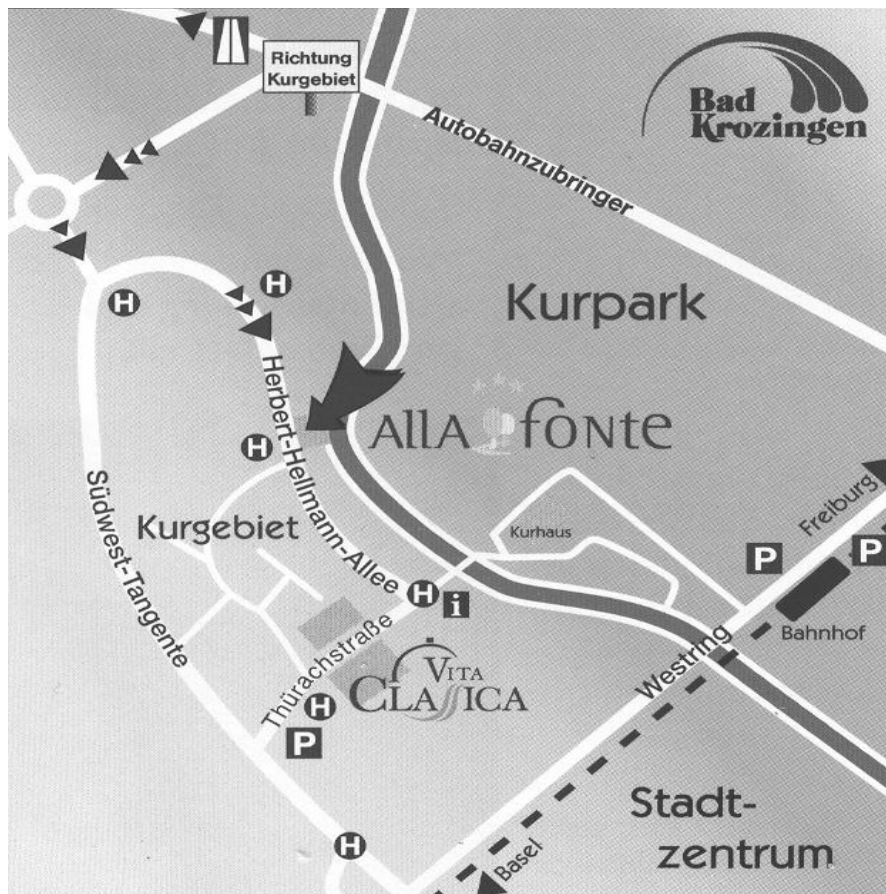 Richtung
Kurgebiet
Bad
Krozingen
Autobahnzubringer
H
H
Kurpark
Herbert-Hellmann-Allee
AllA fonte
H
Südwest-Tangente
Kurgebiet
Kurhaus
Freiburg
P
P
H
i
Bahnhof
Thürachstraße
Westring
Vita
Classica
H
P
Stadt-
zentrum
H
Basel